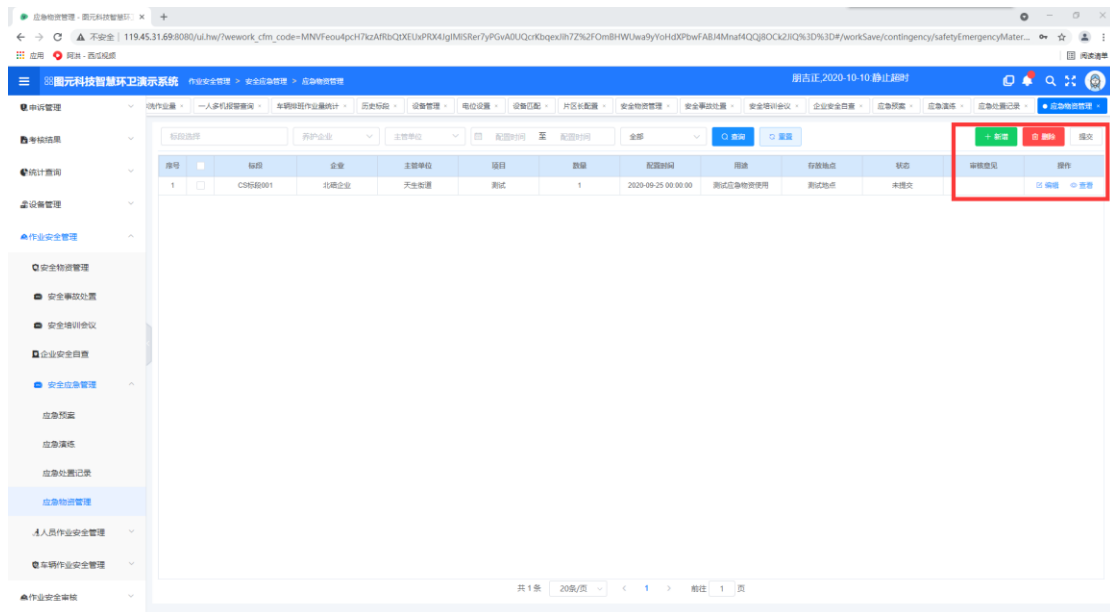 应急物资管理 - 图元科技智慧环
不安全 | 119.45.31.69:8080/ui.hw/?wework_cfm_code=MNVFeou4pcH7kzAfRbQtXEUxPRX4JgIMISRer7yPGvA0UQcrKbqexJih7Z%2FOmBHWUwa9yYoHdXPbwFABJ4Mnaf4QQj8OCk2JIQ%3D%3D#/workSave/contingency/safetyEmergencyMater...
应用 阿洪 - 西瓜视频 阅读清单
图元科技智慧环卫演示系统 作业安全管理 > 安全应急管理 > 应急物资管理 朋吉正,2020-10-10 静止超时
申诉管理 洗作业量 一人多机报警查询 车辆排班作业量统计 历史标段 设备管理 电位设置 设备匹配 片区长配置 安全物资管理 安全事故处置 安全培训会议 企业安全自查 应急预案 应急演练 应急处置记录 应急物资管理
考核结果 标段选择 养护企业 主管单位 配置时间 至 配置时间 全部 查询 重置 + 新增 删除 提交
序号 标段 企业 主管单位 项目 数量 配置时间 用途 存放地点 状态 审核意见 操作
1 CS标段001 北碚企业 天生街道 测试 1 2020-09-25 00:00:00 测试应急物资使用 测试地点 未提交 编辑 查看
统计查询
设备管理
作业安全管理
安全物资管理
安全事故处置
安全培训会议
企业安全自查
安全应急管理
应急预案
应急演练
应急处置记录
应急物资管理
人员作业安全管理
车辆作业安全管理
作业安全审核
共 1 条 20条/页 < 1 > 前往 1 页